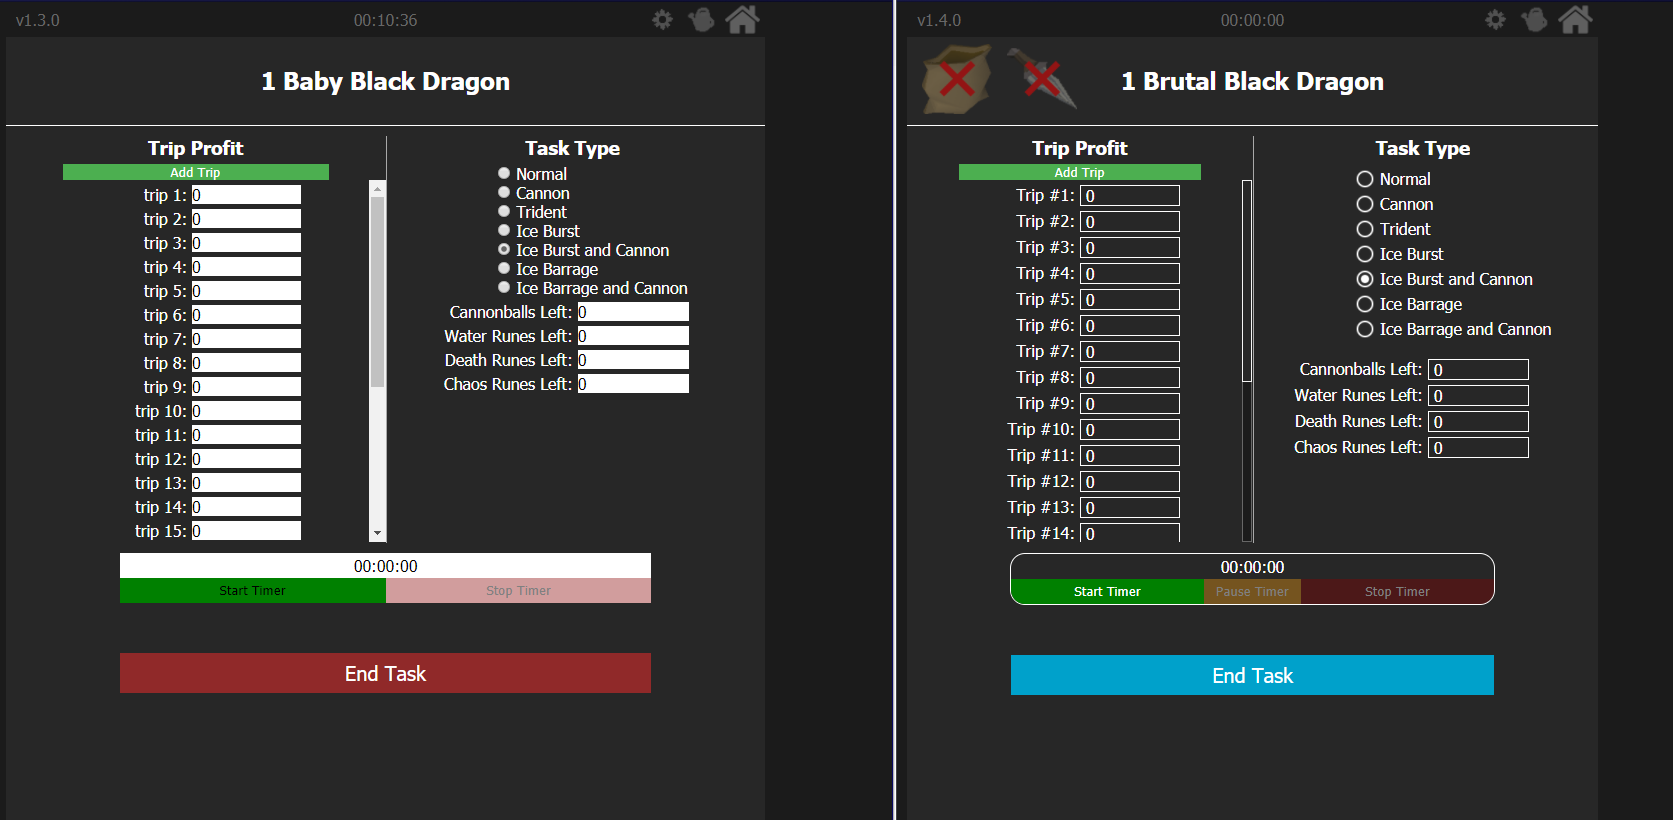 v1.3.0
00:10:36
1 Baby Black Dragon
Trip Profit
Add Trip
trip 1: 0
trip 2: 0
trip 3: 0
trip 4: 0
trip 5: 0
trip 6: 0
trip 7: 0
trip 8: 0
trip 9: 0
trip 10: 0
trip 11: 0
trip 12: 0
trip 13: 0
trip 14: 0
trip 15: 0
Task Type
Normal
Cannon
Trident
Ice Burst
Ice Burst and Cannon
Ice Barrage
Ice Barrage and Cannon
Cannonballs Left: 0
Water Runes Left: 0
Death Runes Left: 0
Chaos Runes Left: 0
00:00:00
Start Timer
Stop Timer
End Task
v1.4.0
00:00:00
1 Brutal Black Dragon
Trip Profit
Add Trip
Trip #1: 0
Trip #2: 0
Trip #3: 0
Trip #4: 0
Trip #5: 0
Trip #6: 0
Trip #7: 0
Trip #8: 0
Trip #9: 0
Trip #10: 0
Trip #11: 0
Trip #12: 0
Trip #13: 0
Trip #14: 0
Task Type
Normal
Cannon
Trident
Ice Burst
Ice Burst and Cannon
Ice Barrage
Ice Barrage and Cannon
Cannonballs Left: 0
Water Runes Left: 0
Death Runes Left: 0
Chaos Runes Left: 0
00:00:00
Start Timer
Pause Timer
Stop Timer
End Task